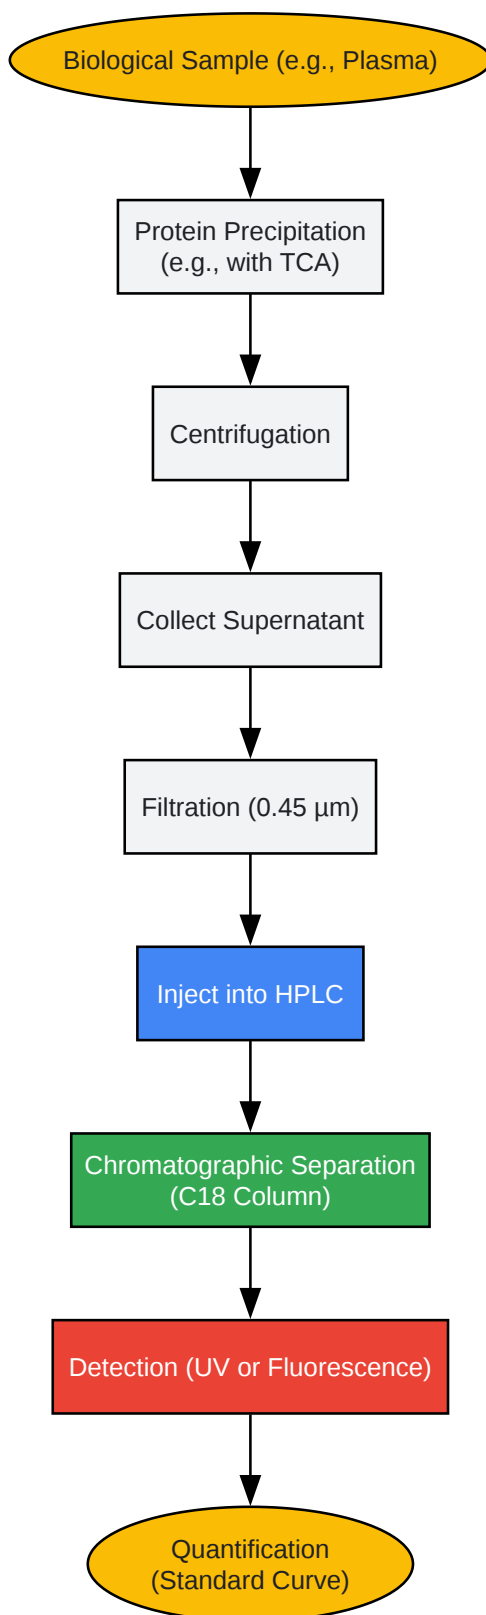 Biological Sample (e.g., Plasma)
Protein Precipitation
(e.g., with TCA)
Centrifugation
Collect Supernatant
Filtration (0.45 µm)
Inject into HPLC
Chromatographic Separation
(C18 Column)
Detection (UV or Fluorescence)
Quantification
(Standard Curve)